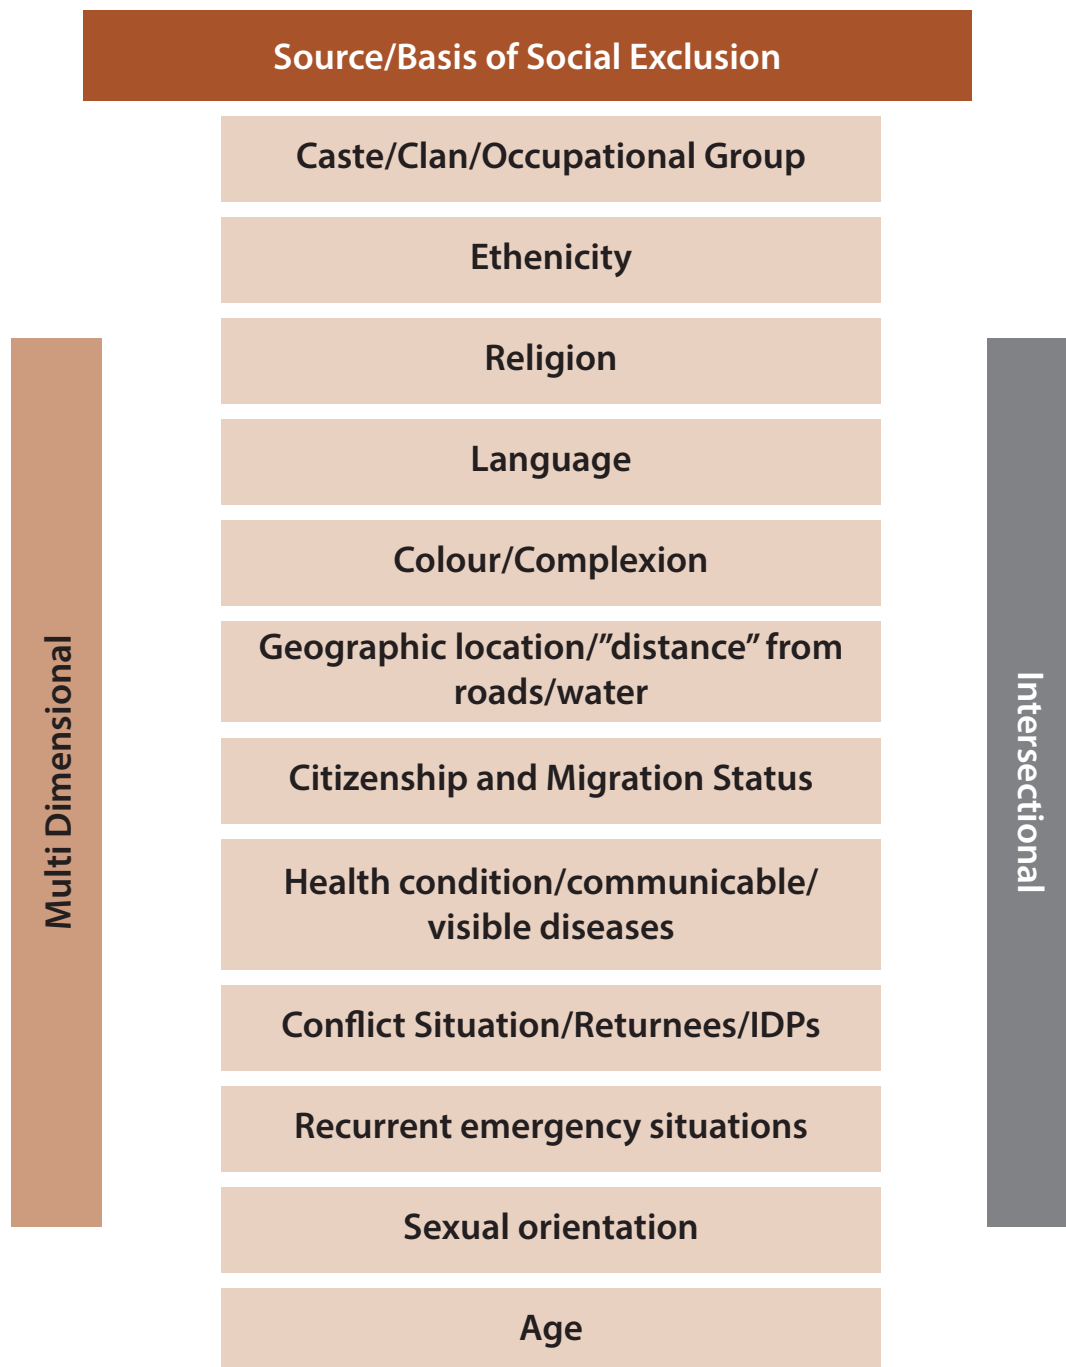 Source/Basis of Social Exclusion
Caste/Clan/Occupational Group
Ethenicity
Religion
Language
Colour/Complexion
Geographic location/”distance” from
roads/water
Citizenship and Migration Status
Health condition/communicable/
visible diseases
Conflict Situation/Returnees/IDPs
Recurrent emergency situations
Sexual orientation
Age
Multi Dimensional
Intersectional